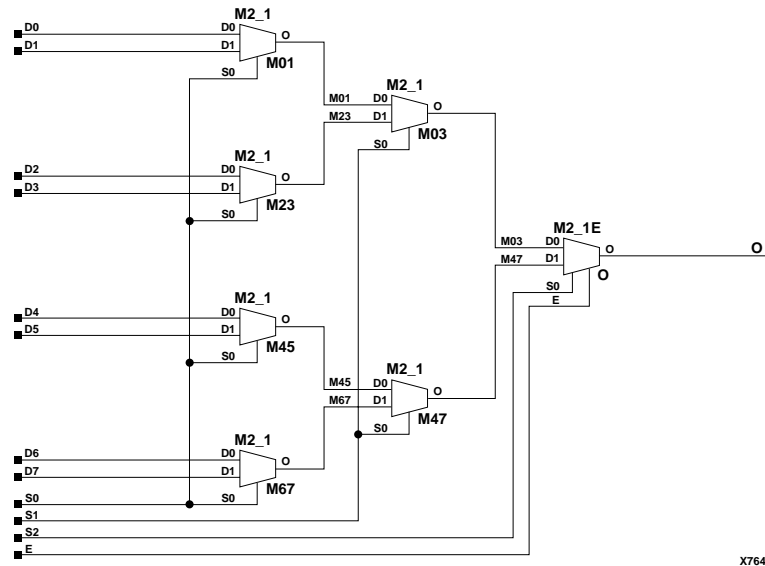 M2_1
D0 D0 O
D1 D1
M01
S0
M2_1
M01 D0 O
M23 D1
M03
S0
M2_1
D2 D0 O
D3 D1
M23
S0
M2_1E
M03 D0 O O
M47 D1
O
S0
E
M2_1
D4 D0 O
D5 D1
M45
S0
M2_1
M45 D0 O
M67 D1
M47
S0
M2_1
D6 D0 O
D7 D1
M67
S0 S0
S1
S2
E
X764